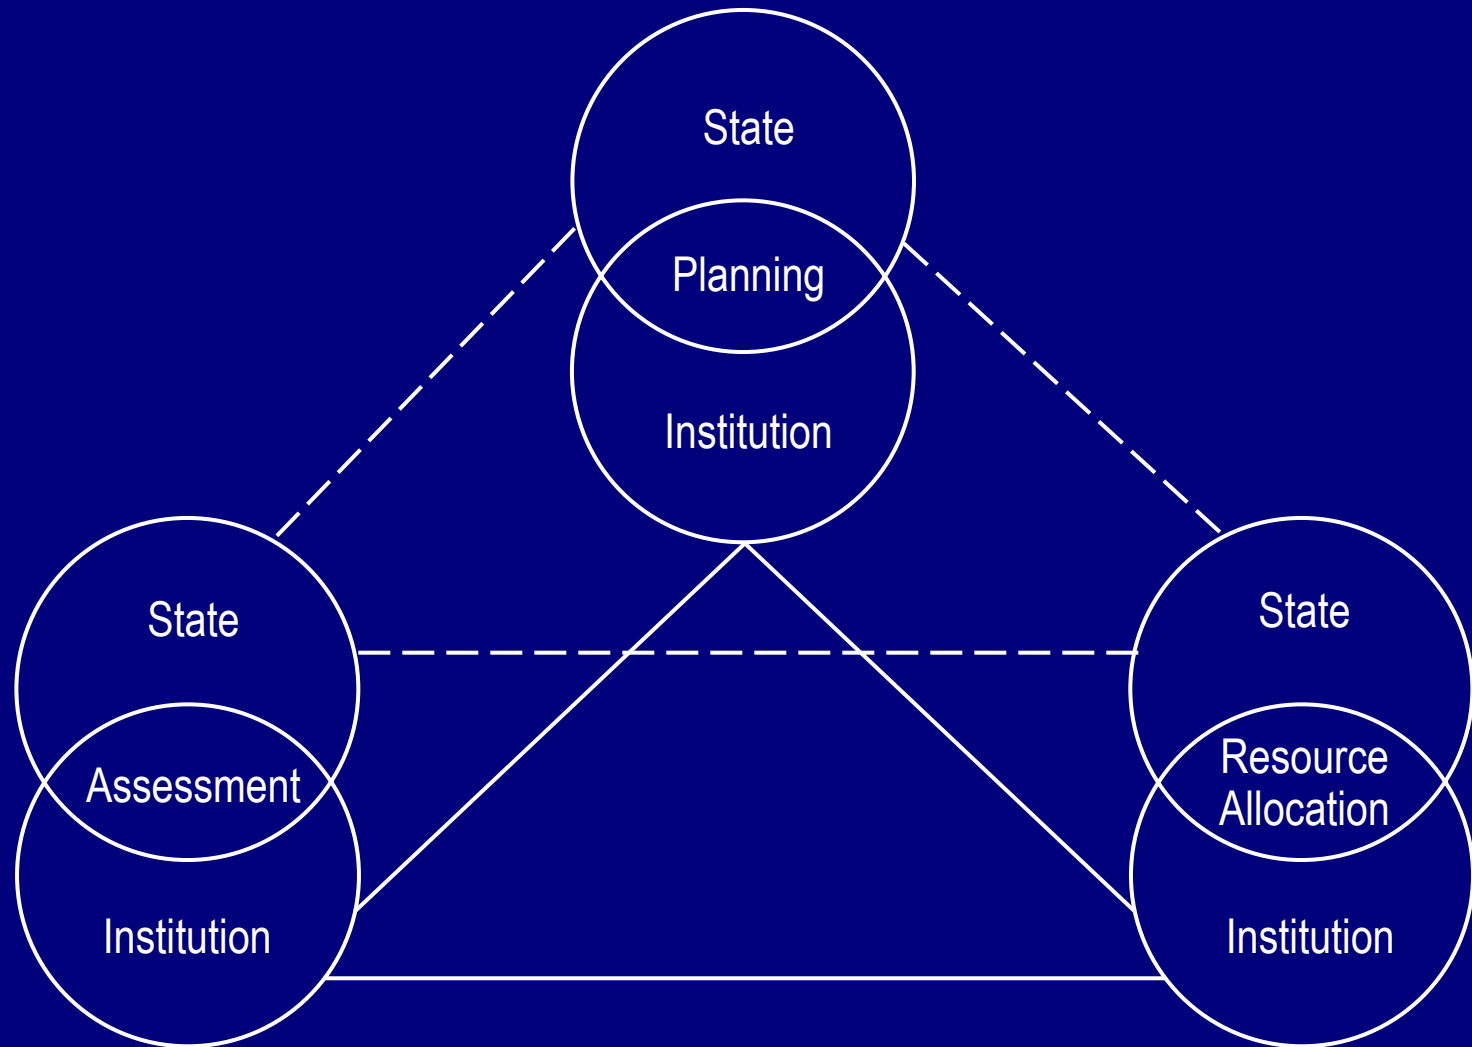 State
Planning
Institution
State
Assessment
Institution
State
Resource
Allocation
Institution